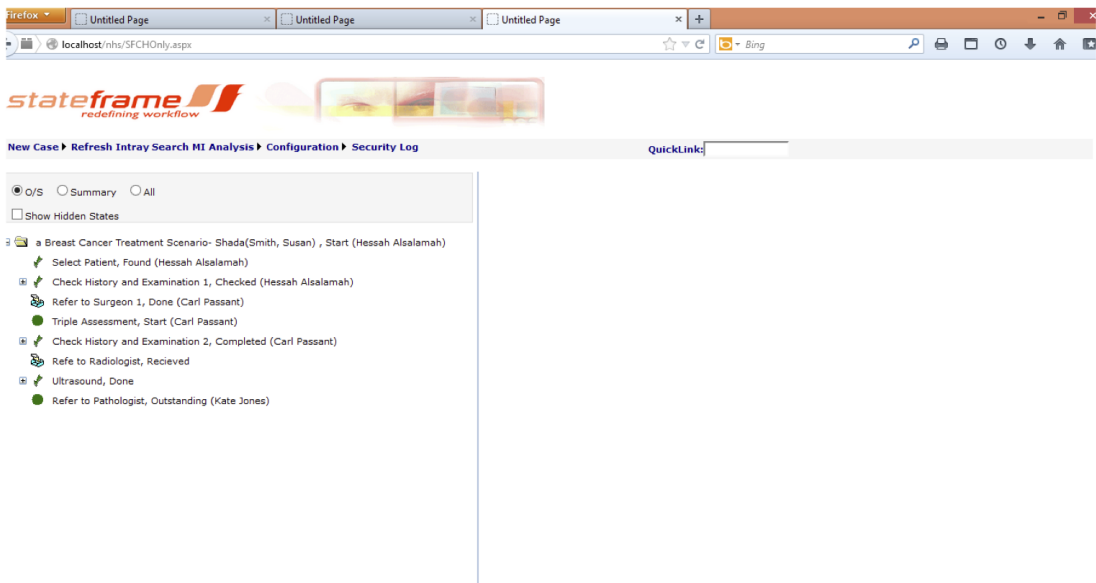 Firefox
Untitled Page
Untitled Page
Untitled Page
localhost/nhs/SFCHOnly.aspx
Bing
stateframe
redefining workflow
New Case Refresh Intray Search MI Analysis Configuration Security Log
QuickLink:
O/S Summary All
Show Hidden States
a Breast Cancer Treatment Scenario- Shada(Smith, Susan) , Start (Hessah Alsalamah)
Select Patient, Found (Hessah Alsalamah)
Check History and Examination 1, Checked (Hessah Alsalamah)
Refer to Surgeon 1, Done (Carl Passant)
Triple Assessment, Start (Carl Passant)
Check History and Examination 2, Completed (Carl Passant)
Refe to Radiologist, Recieved
Ultrasound, Done
Refer to Pathologist, Outstanding (Kate Jones)